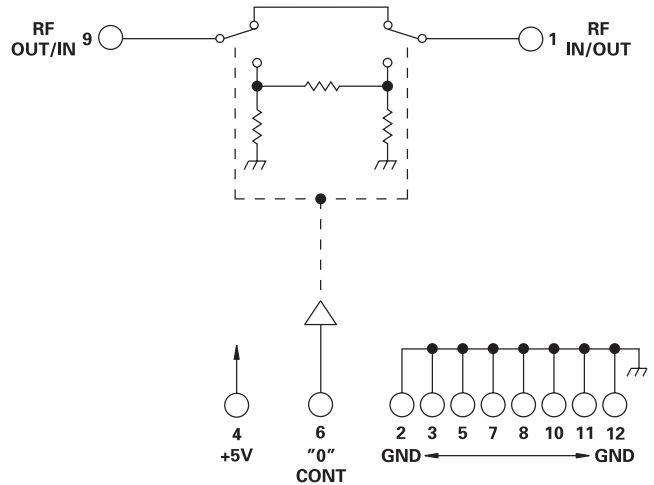 RF
OUT/IN 9
1 RF
IN/OUT
4 6 2 3 5 7 8 10 11 12
+5V "0" GND GND
CONT